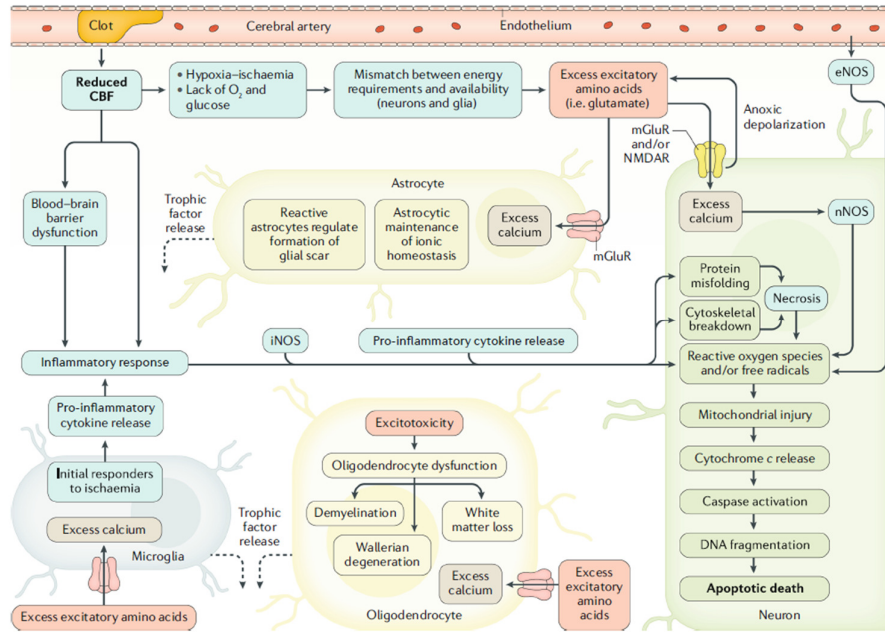 Clot
Cerebral artery
Endothelium
Reduced
CBF
• Hypoxia–ischaemia
• Lack of O₂ and
glucose
Mismatch between energy
requirements and availability
(neurons and glia)
Excess excitatory
amino acids
(i.e. glutamate)
eNOS
Anoxic
depolarization
mGluR
and/or
NMDAR
Blood–brain
barrier
dysfunction
Trophic
factor
release
Astrocyte
Reactive
astrocytes regulate
formation of
glial scar
Astrocytic
maintenance
of ionic
homeostasis
Excess
calcium
mGluR
Excess
calcium
nNOS
Protein
misfolding
Necrosis
Cytoskeletal
breakdown
Inflammatory response
iNOS
Pro-inflammatory cytokine release
Reactive oxygen species
and/or free radicals
Pro-inflammatory
cytokine release
Initial responders
to ischaemia
Excess calcium
Microglia
Excess excitatory amino acids
Trophic
factor
release
Excitotoxicity
Oligodendrocyte dysfunction
Demyelination
White
matter loss
Wallerian
degeneration
Excess
calcium
Excess
excitatory
amino
acids
Oligodendrocyte
Mitochondrial injury
Cytochrome c release
Caspase activation
DNA fragmentation
Apoptotic death
Neuron